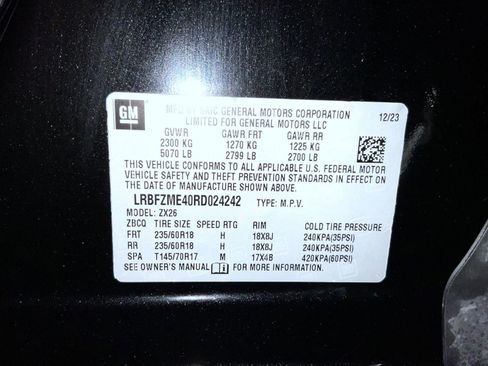 GM
MFD BY SAIC GENERAL MOTORS CORPORATION
LIMITED FOR GENERAL MOTORS LLC
12/23
GVWR GAWR FRT GAWR RR
2300 KG 1270 KG 1225 KG
5070 LB 2799 LB 2700 LB
THIS VEHICLE CONFORMS TO ALL APPLICABLE U.S. FEDERAL MOTOR
VEHICLE SAFETY AND THEFT PREVENTION STANDARDS IN EFFECT ON
THE DATE OF MANUFACTURE SHOWN ABOVE.
LRBFZME40RD024242 TYPE: M.P.V.
MODEL: ZX26
ZBCQ TIRE SIZE SPEED RTG RIM COLD TIRE PRESSURE
FRT 235/60R18 H 18X8J 240KPA(35PSI)
RR 235/60R18 H 18X8J 240KPA(35PSI)
SPA T145/70R17 M 17X4B 420KPA(60PSI)
SEE OWNER'S MANUAL FOR MORE INFORMATION.